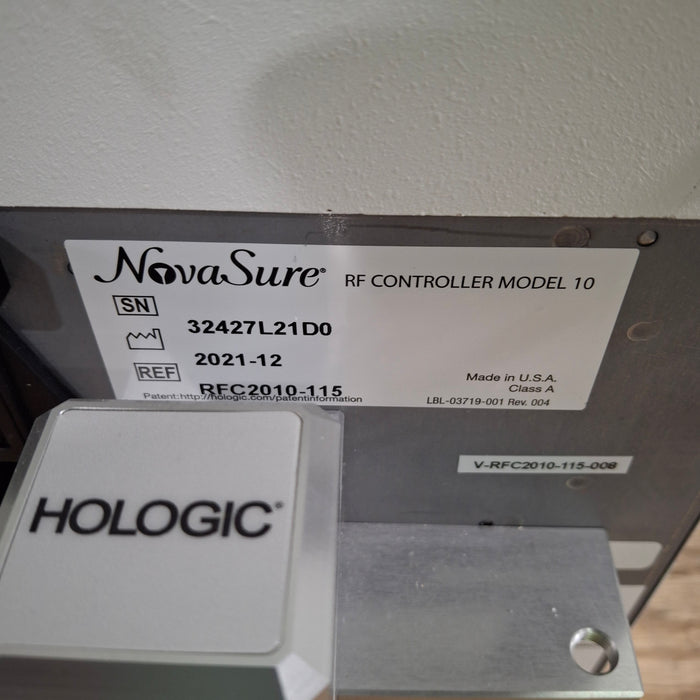 NovaSure® RF CONTROLLER MODEL 10
SN
32427L21D0
2021-12
REF
RFC2010-115
Made in U.S.A.
Class A
Patent:http://hologic.com/patentinformation
LBL-03719-001 Rev. 004
V-RFC2010-115-008
HOLOGIC®